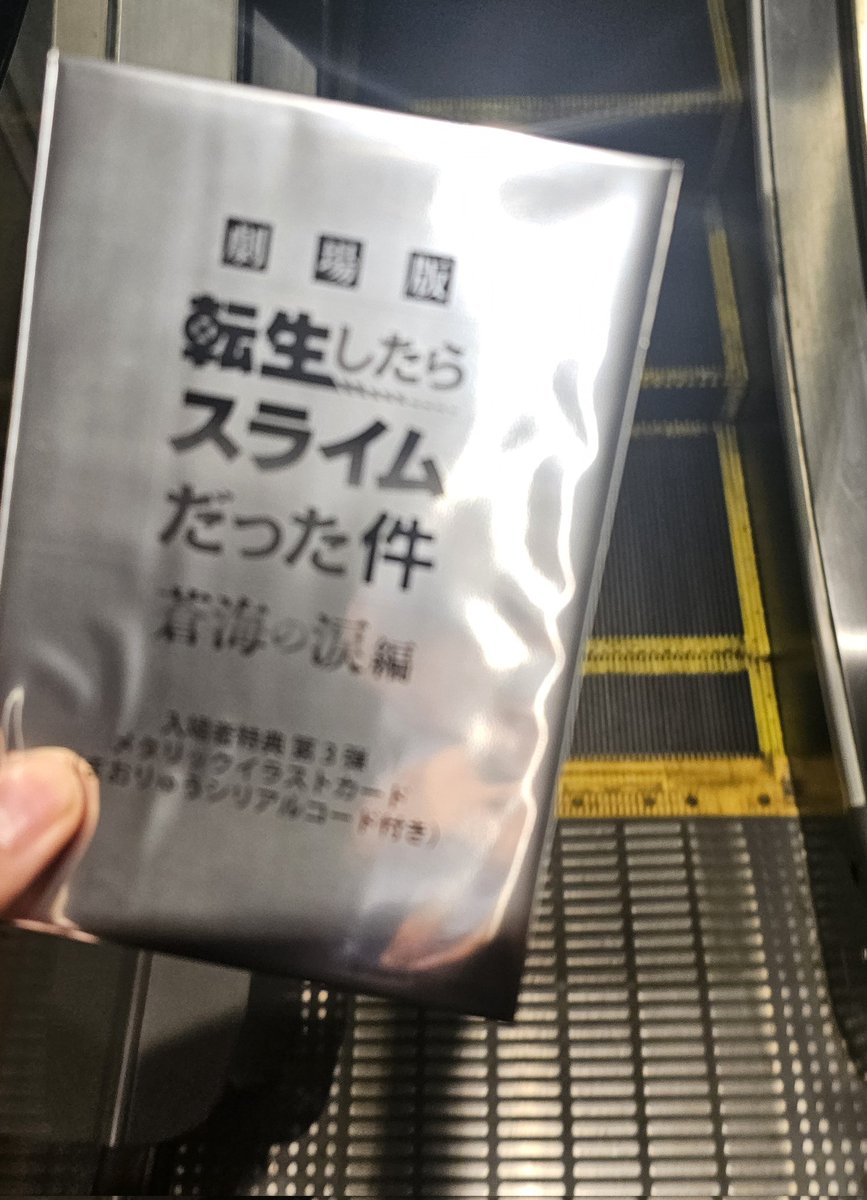 劇場版
転生したら
スライム
だった件
蒼海の涙編
入場者特典 第3弾
メタリックイラストカード
おりゅうシリアルコード付き)